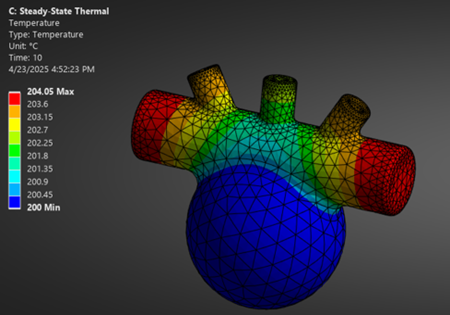 C: Steady-State Thermal
Temperature
Type: Temperature
Unit: °C
Time: 10
4/23/2025 4:52:23 PM
204.05 Max
203.6
203.15
202.7
202.25
201.8
201.35
200.9
200.45
200 Min